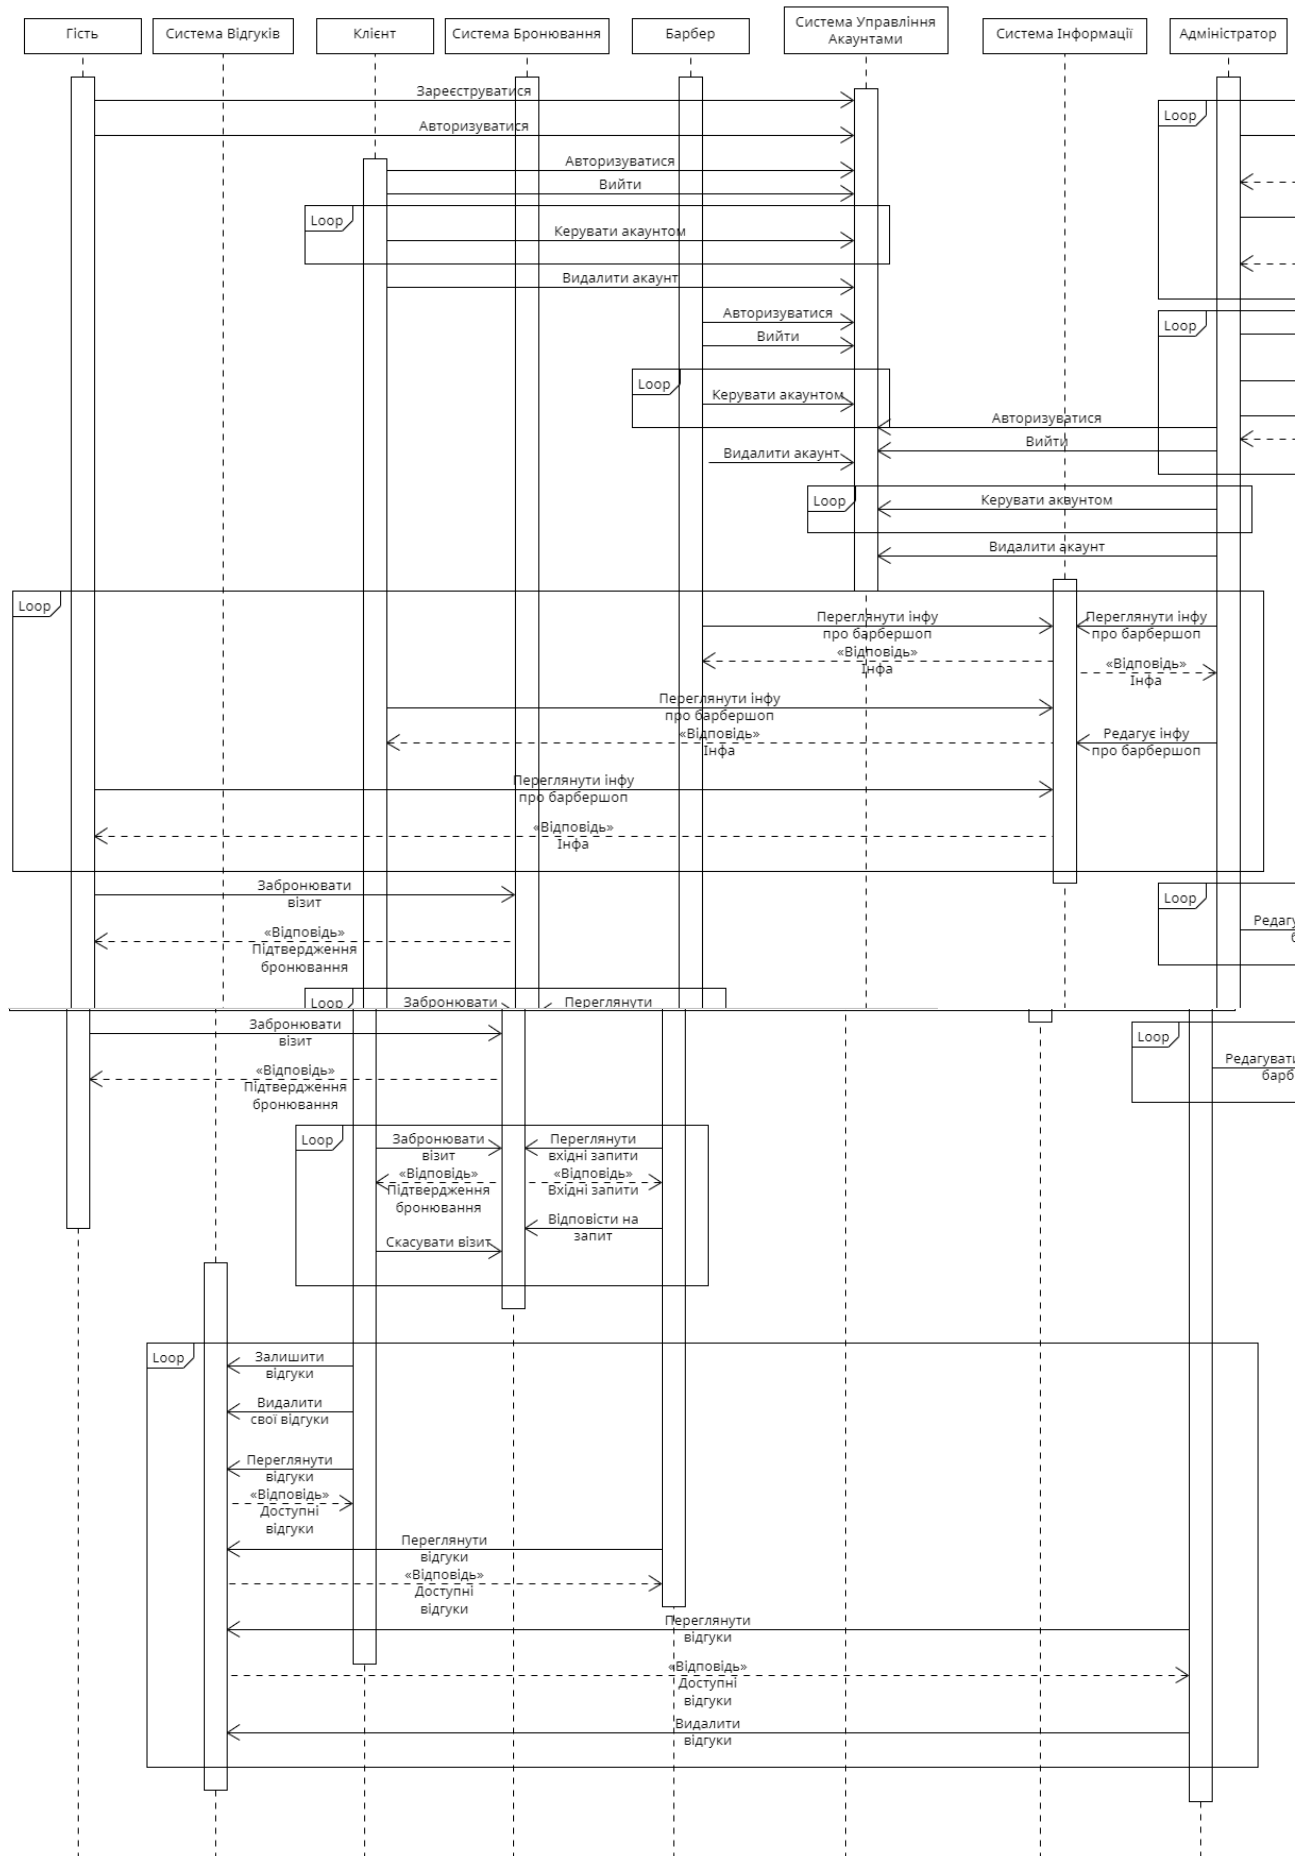 Гість
Система Відгуків
Клієнт
Система Бронювання
Барбер
Система Управління
Акаунтами
Система Інформації
Адміністратор
Зареєструватися
Loop
Авторизуватися
Авторизуватися
Вийти
Loop
Керувати акаунтом
Видалити акаунт
Авторизуватися
Loop
Вийти
Loop
Керувати акаунтом
Авторизуватися
Вийти
Видалити акаунт
Loop
Керувати аквунтом
Видалити акаунт
Loop
Переглянути інфу
про барбершоп
Переглянути інфу
про барбершоп
«Відповідь»
Інфа
«Відповідь»
Інфа
Переглянути інфу
про барбершоп
«Відповідь»
Інфа
Редагує інфу
про барбершоп
Переглянути інфу
про барбершоп
«Відповідь»
Інфа
Забронювати
візит
Loop
«Відповідь»
Підтвердження
бронювання
Loop
Забронювати
Переглянути
Забронювати
візит
Loop
«Відповідь»
Підтвердження
бронювання
Loop
Забронювати
візит
Переглянути
вхідні запити
«Відповідь»
Підтвердження
бронювання
«Відповідь»
Вхідні запити
Відповісти на
запит
Скасувати візит
Loop
Залишити
відгуки
Видалити
свої відгуки
Переглянути
відгуки
«Відповідь»
Доступні
відгуки
Переглянути
відгуки
«Відповідь»
Доступні
відгуки
Переглянути
відгуки
«Відповідь»
Доступні
відгуки
Видалити
відгуки